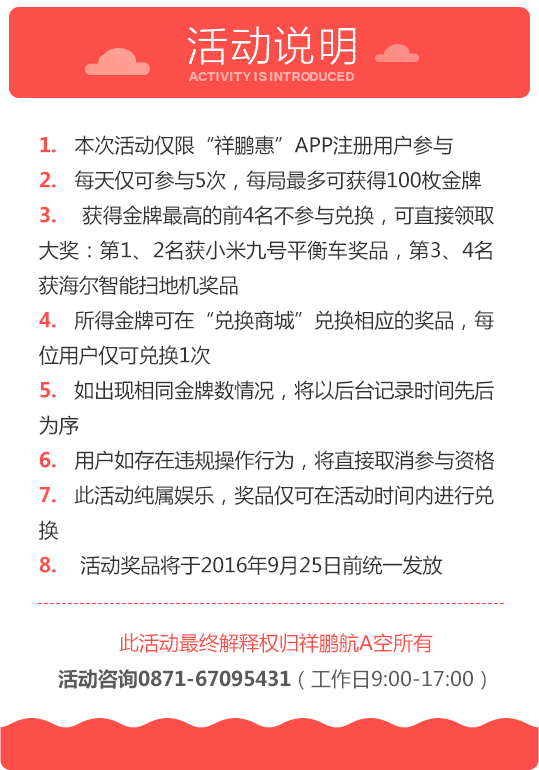 活动说明
ACTIVITY IS INTRODUCED
1. 本次活动仅限“祥鹏惠”APP注册用户参与
2. 每天仅可参与5次，每局最多可获得100枚金牌
3. 获得金牌最高的前4名不参与兑换，可直接领取
大奖：第1、2名获小米九号平衡车奖品，第3、4名
获海尔智能扫地机奖品
4. 所得金牌可在“兑换商城”兑换相应的奖品，每
位用户仅可兑换1次
5. 如出现相同金牌数情况，将以后台记录时间先后
为序
6. 用户如存在违规操作行为，将直接取消参与资格
7. 此活动纯属娱乐，奖品仅可在活动时间内进行兑
换
8. 活动奖品将于2016年9月25日前统一发放
此活动最终解释权归祥鹏航A空所有
活动咨询0871-67095431（工作日9:00-17:00）